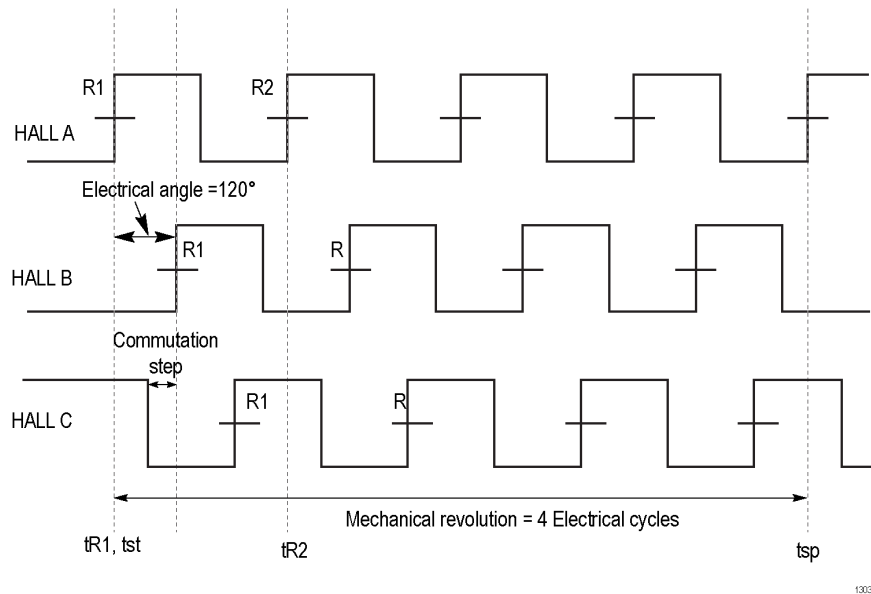 R1
R2
HALL A
Electrical angle =120°
R1
R
HALL B
Commutation
step
R1
R
HALL C
Mechanical revolution = 4 Electrical cycles
tR1, tst
tR2
tsp
1303